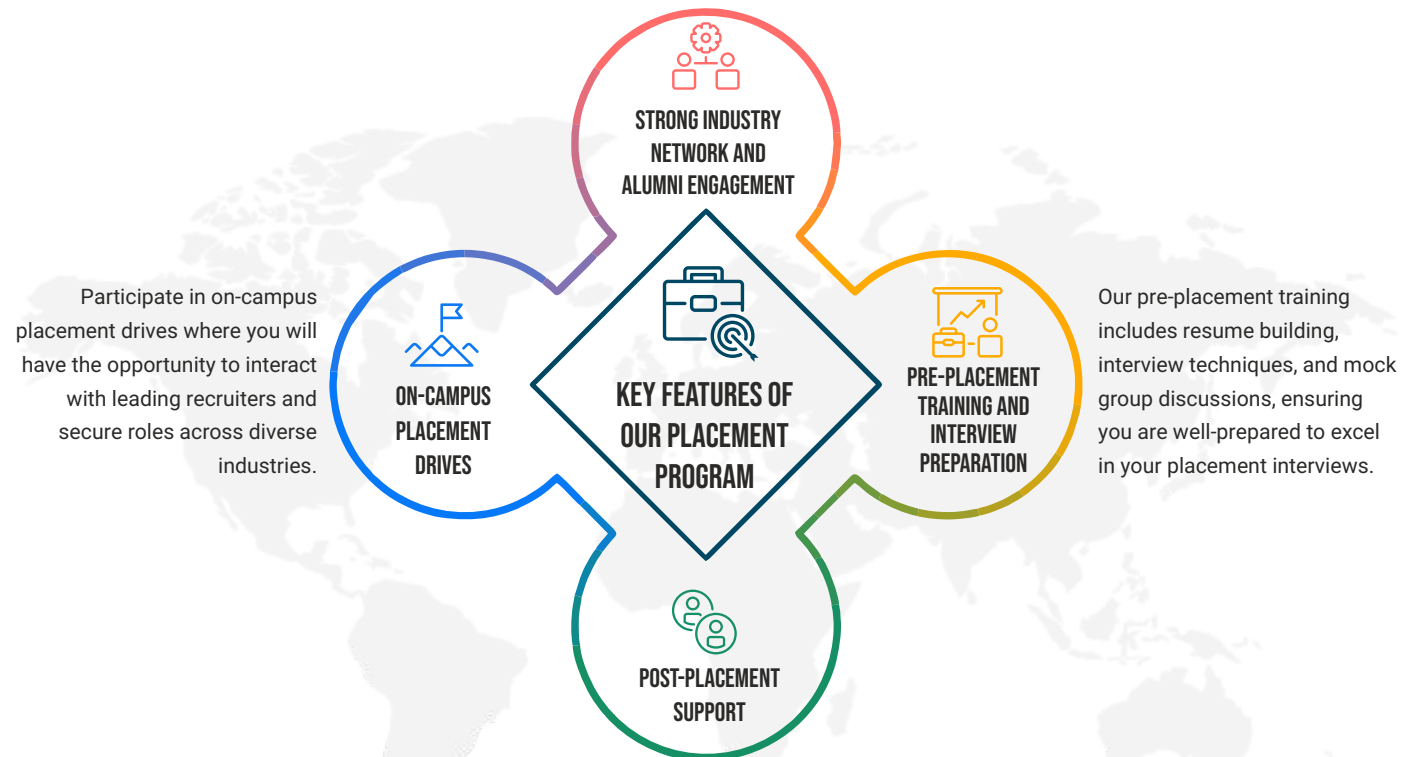 STRONG INDUSTRY
NETWORK AND
ALUMNI ENGAGEMENT
Participate in on-campus
placement drives where you will
have the opportunity to interact
with leading recruiters and
secure roles across diverse
industries.
ON-CAMPUS
PLACEMENT
DRIVES
KEY FEATURES OF
OUR PLACEMENT
PROGRAM
PRE-PLACEMENT
TRAINING AND
INTERVIEW
PREPARATION
Our pre-placement training
includes resume building,
interview techniques, and mock
group discussions, ensuring
you are well-prepared to excel
in your placement interviews.
POST-PLACEMENT
SUPPORT